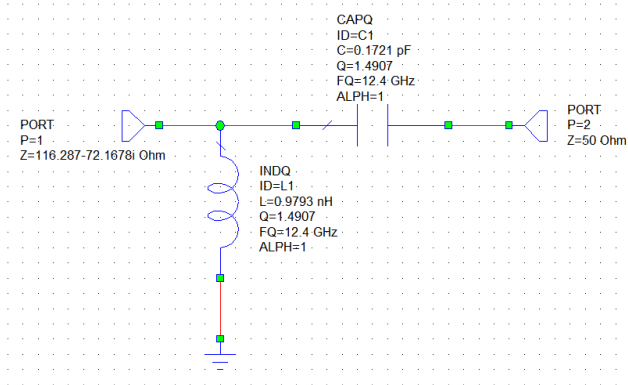 CAPQ
ID=C1
C=0.1721 pF
Q=1.4907
FQ=12.4 GHz
ALPH=1
PORT
P=1
Z=116.287-72.1678i Ohm
PORT
P=2
Z=50 Ohm
INDQ
ID=L1
L=0.9793 nH
Q=1.4907
FQ=12.4 GHz
ALPH=1